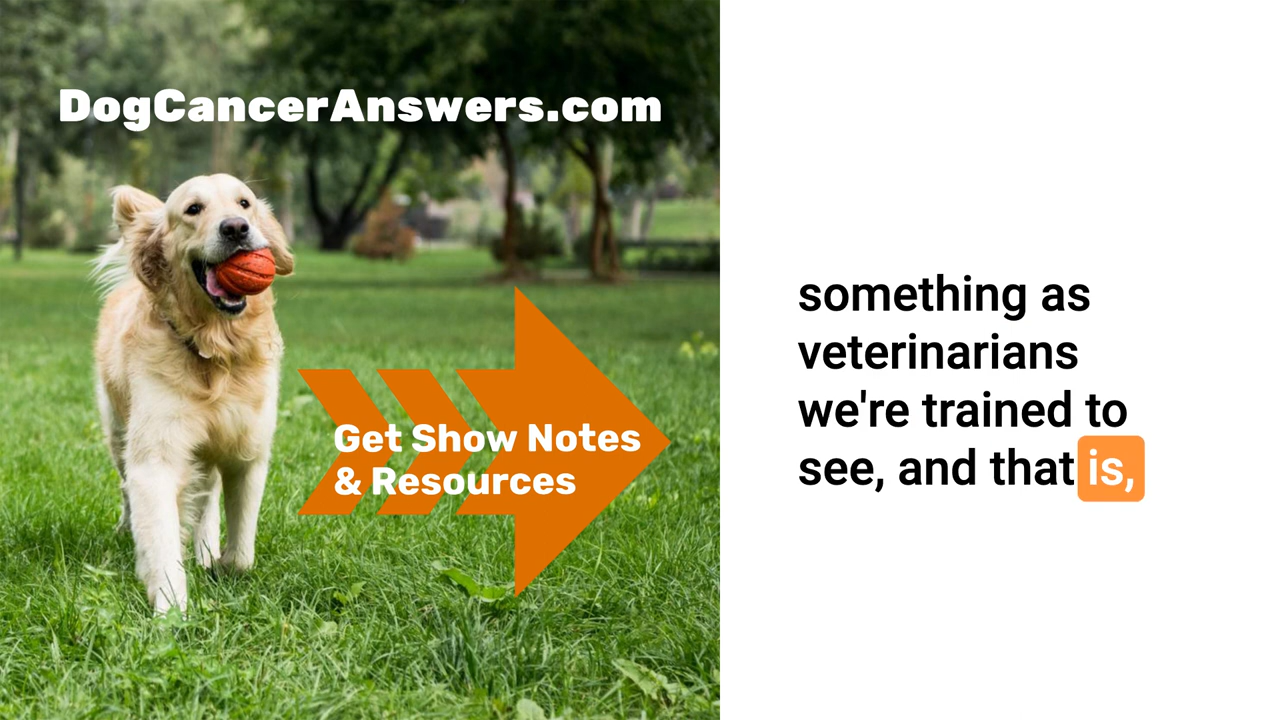 DogCancerAnswers.com
Get Show Notes
& Resources
something as
veterinarians
we're trained to
see, and that is,